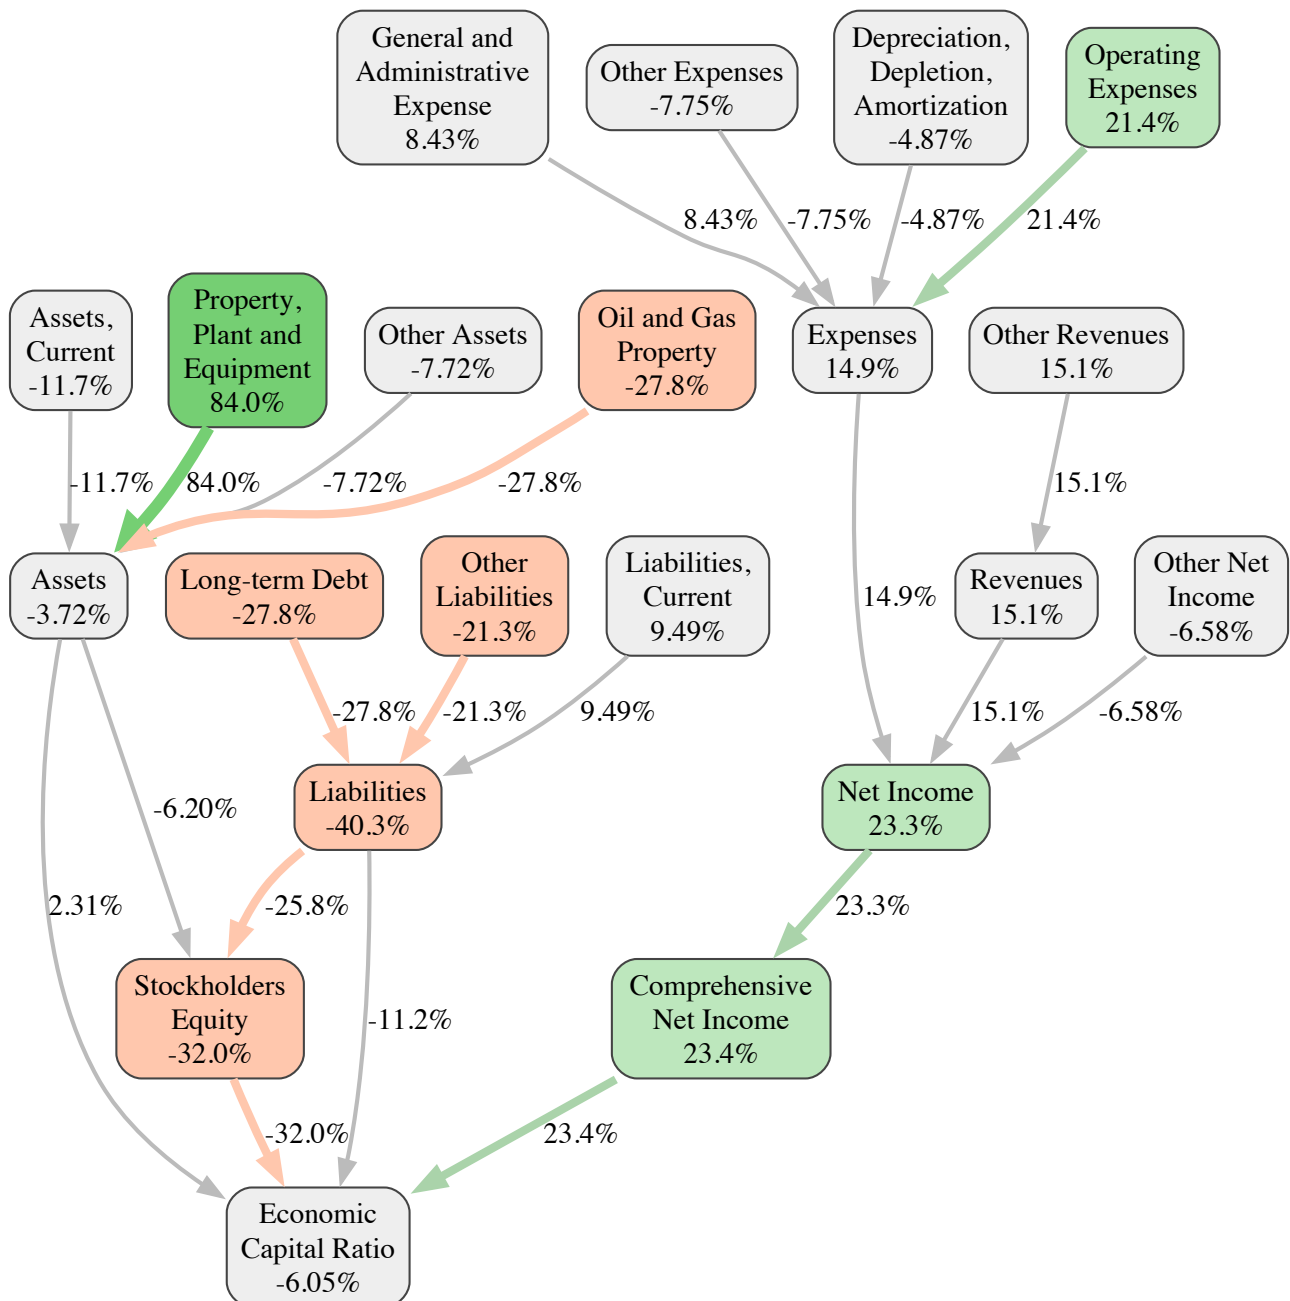 General and
Administrative
Expense
8.43%
Other Expenses
-7.75%
Depreciation,
Depletion,
Amortization
-4.87%
Operating
Expenses
21.4%
8.43%
-7.75%
-4.87%
21.4%
Assets,
Current
-11.7%
Property,
Plant and
Equipment
84.0%
Other Assets
-7.72%
Oil and Gas
Property
-27.8%
Expenses
14.9%
Other Revenues
15.1%
-11.7%
84.0%
-7.72%
-27.8%
15.1%
Assets
-3.72%
Long-term Debt
-27.8%
Other
Liabilities
-21.3%
Liabilities,
Current
9.49%
14.9%
Revenues
15.1%
Other Net
Income
-6.58%
-27.8%
-21.3%
9.49%
15.1%
-6.58%
-6.20%
Liabilities
-40.3%
Net Income
23.3%
2.31%
-25.8%
23.3%
Stockholders
Equity
-32.0%
-11.2%
Comprehensive
Net Income
23.4%
-32.0%
23.4%
Economic
Capital Ratio
-6.05%